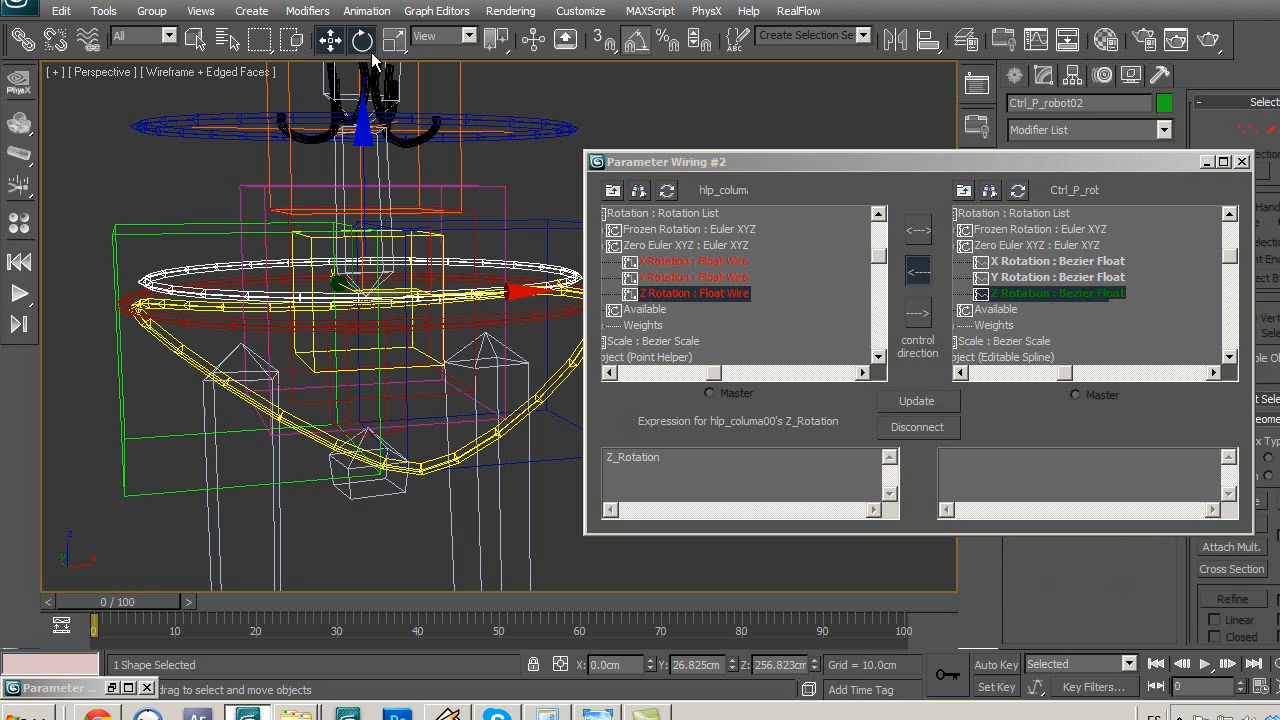 Edit Tools Group Views Create Modifiers Animation Graph Editors Rendering Customize MAXScript PhysX Help RealFlow
All
View
3
Create Selection Se
[ + ] [ Perspective ] [ Wireframe + Edged Faces ]
PhysX
Ctrl_P_robot02
Modifier List
Parameter Wiring #2
hlp_columa
Ctrl_P_rot
Rotation : Rotation List
Frozen Rotation : Euler XYZ
Zero Euler XYZ : Euler XYZ
X Rotation : Float Wire
Y Rotation : Float Wire
Z Rotation : Float Wire
Available
Weights
Scale : Bezier Scale
bject (Point Helper)
Master
<--->
<---
---->
control
direction
Rotation : Rotation List
Frozen Rotation : Euler XYZ
Zero Euler XYZ : Euler XYZ
X Rotation : Bezier Float
Y Rotation : Bezier Float
Z Rotation : Bezier Float
Available
Weights
Scale : Bezier Scale
bject (Editable Spline)
Master
Update
Disconnect
Expression for hlp_columa00's Z_Rotation
Z_Rotation
Attach Mult.
Cross Section
Refine
Linear
Closed
z
y
x
< 0 / 100 >
0 10 20 30 40 50 60 70 80 90 100
1 Shape Selected
X: 0.0cm Y: 26.825cm Z: 256.823cm Grid = 10.0cm
Auto Key Selected
Parameter ...
drag to select and move objects
Add Time Tag
Set Key Key Filters... 0